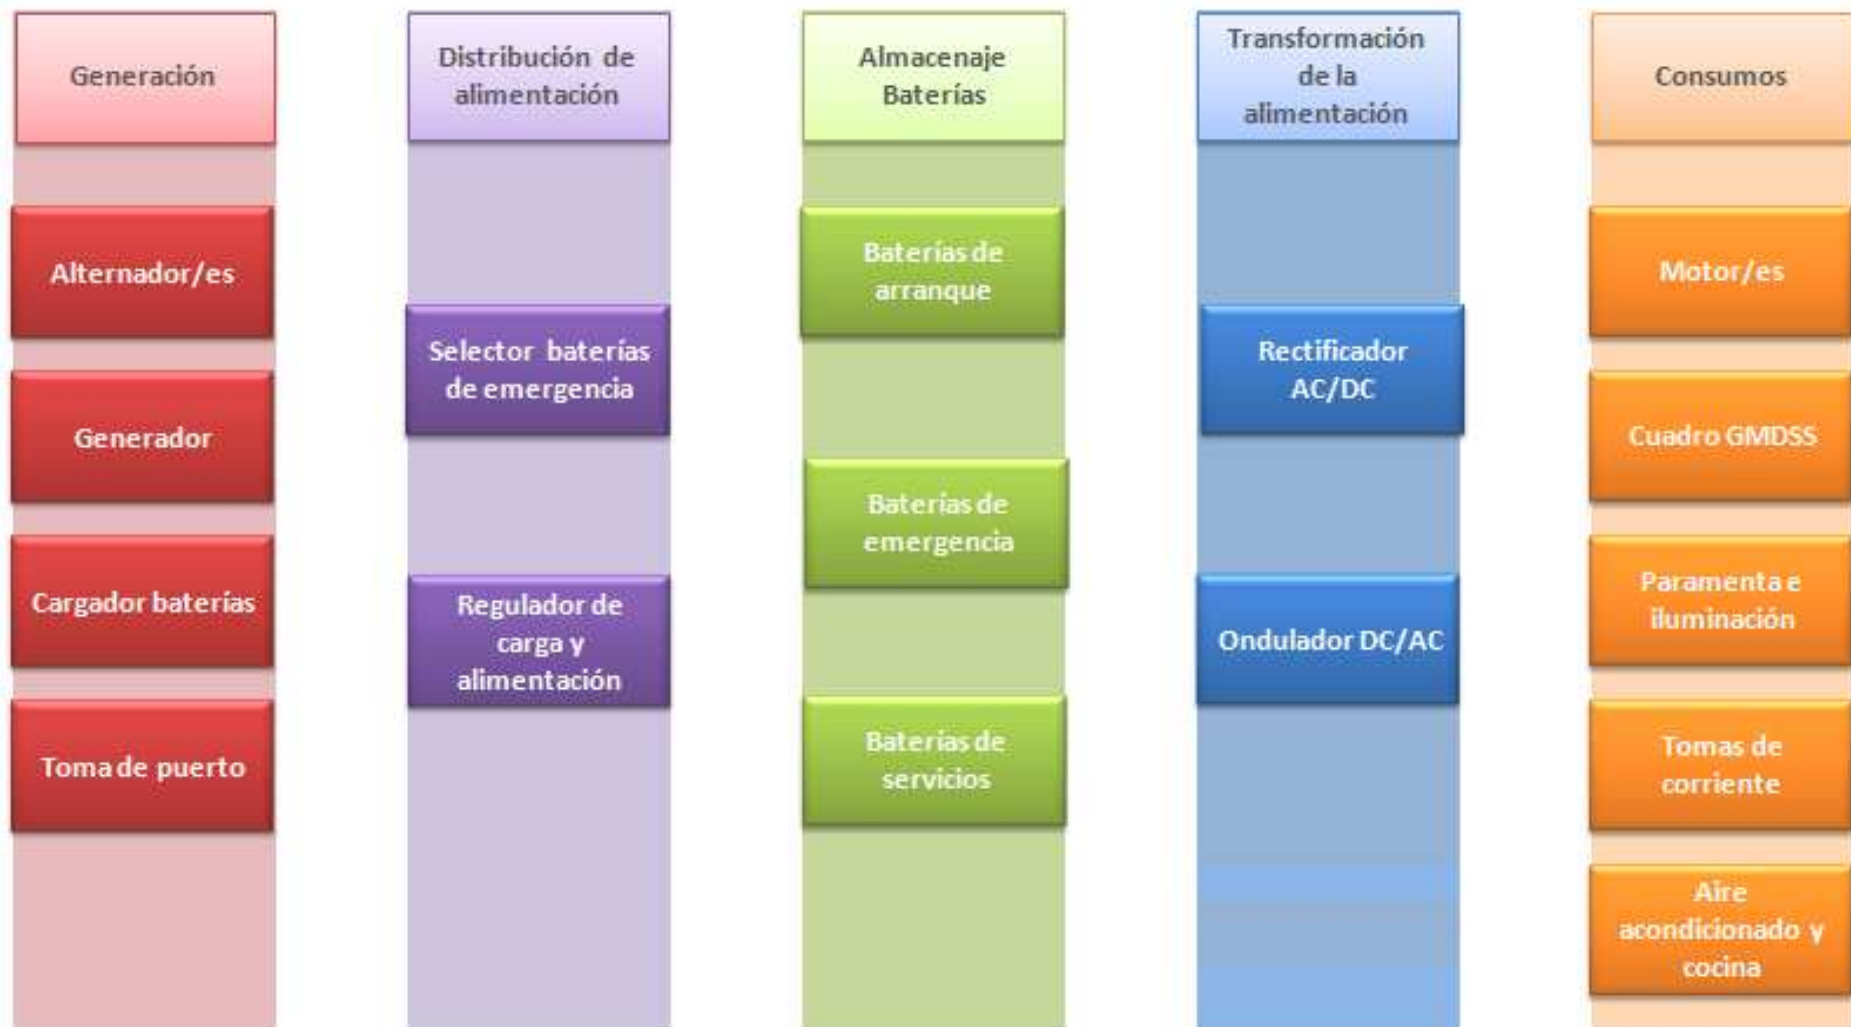 Generación
Alternador/es
Generador
Cargador baterías
Toma de puerto
Distribución de
alimentación
Selector baterías
de emergencia
Regulador de
carga y
alimentación
Almacenaje
Baterías
Baterías de
arranque
Baterías de
emergencia
Baterías de
servicios
Transformación
de la
alimentación
Rectificador
AC/DC
Ondulador DC/AC
Consumos
Motor/es
Cuadro GMDSS
Paramenta e
iluminación
Tomas de
corriente
Aire
acondicionado y
cocina